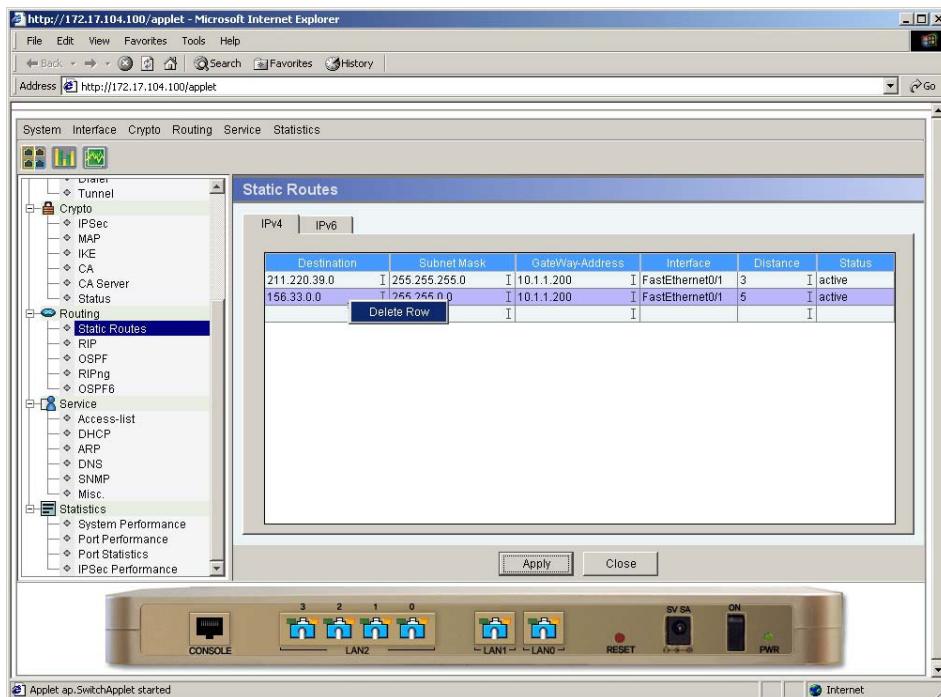 http://172.17.104.100/applet - Microsoft Internet Explorer
File Edit View Favorites Tools Help
Back Search Favorites History
Address http://172.17.104.100/applet Go
System Interface Crypto Routing Service Statistics
Dialer
Tunnel
Crypto
IPSec
MAP
IKE
CA
CA Server
Status
Routing
Static Routes
RIP
OSPF
RIPng
OSPF6
Service
Access-list
DHCP
ARP
DNS
SNMP
Misc.
Statistics
System Performance
Port Performance
Port Statistics
IPSec Performance
Static Routes
IPv4 IPv6
Destination Subnet Mask GateWay-Address Interface Distance Status
211.220.39.0 255.255.255.0 10.1.1.200 FastEthernet0/1 3 active
156.33.0.0 255.255.0.0 10.1.1.200 FastEthernet0/1 5 active
Delete Row
Apply Close
3 2 1 0
CONSOLE LAN2 LAN1 LAN0 RESET
5V 5A ON
PWR
Applet ap.SwitchApplet started Internet